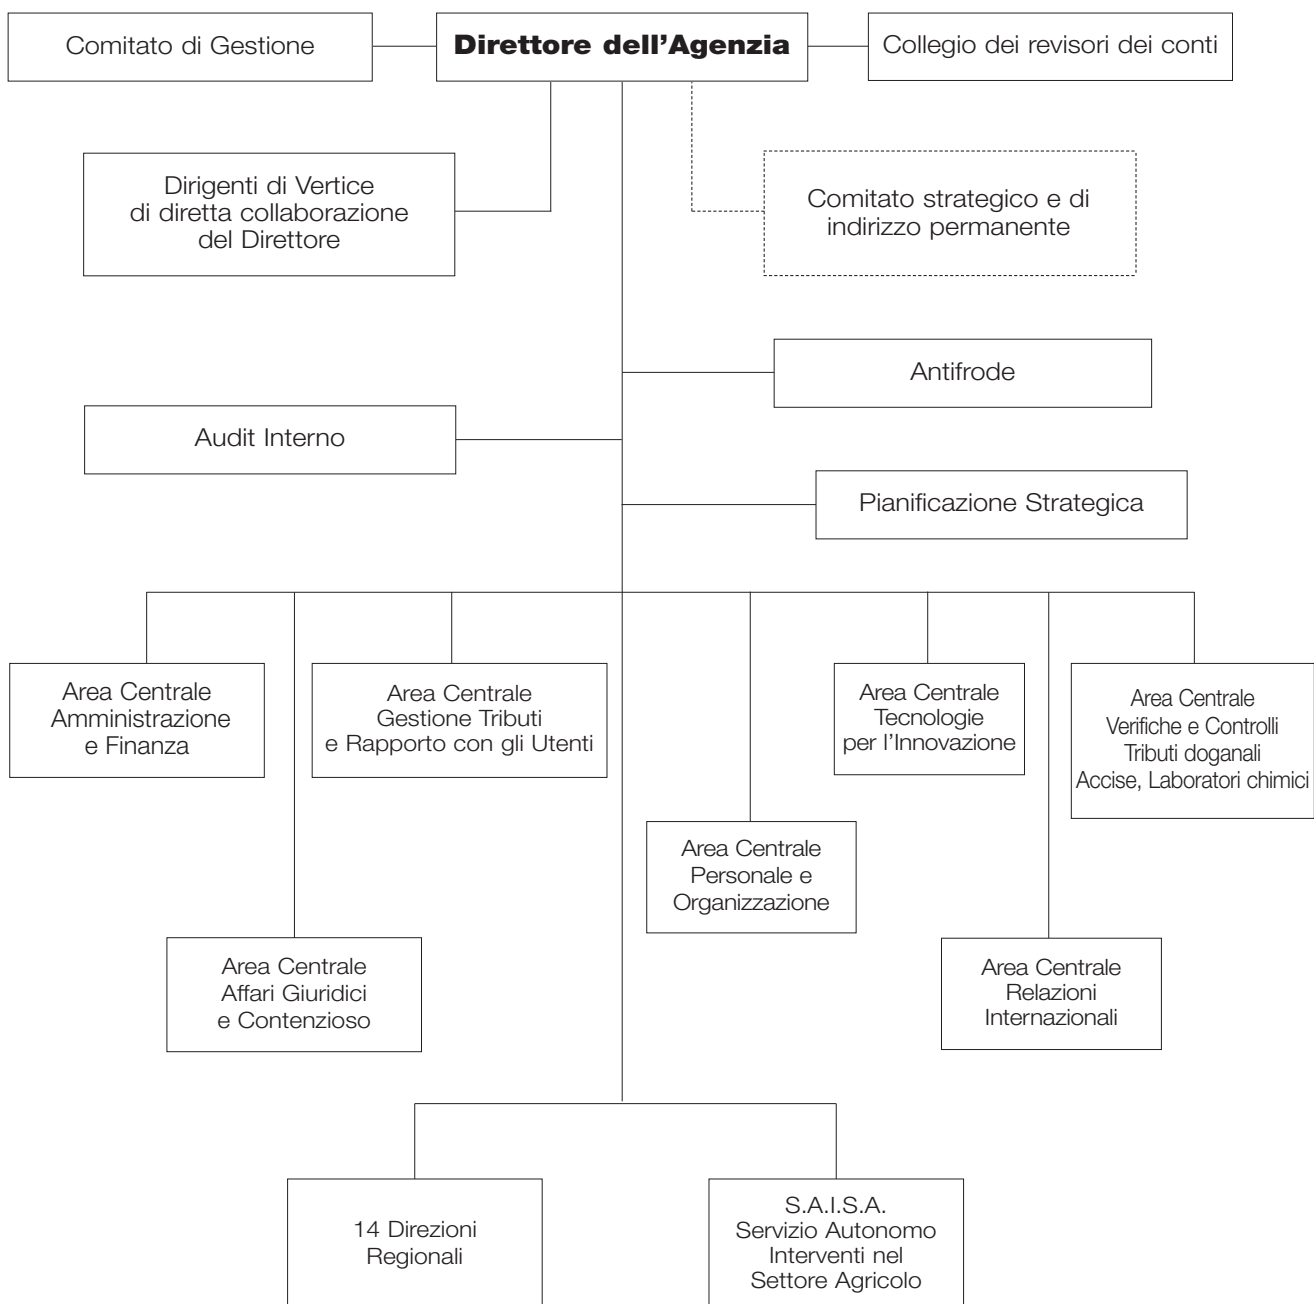 Comitato di Gestione
Direttore dell'Agenzia
Collegio dei revisori dei conti
Dirigenti di Vertice
di diretta collaborazione
del Direttore
Comitato strategico e di
indirizzo permanente
Antifrode
Audit Interno
Pianificazione Strategica
Area Centrale
Amministrazione
e Finanza
Area Centrale
Gestione Tributi
e Rapporto con gli Utenti
Area Centrale
Tecnologie
per l'Innovazione
Area Centrale
Verifiche e Controlli
Tributi doganali
Accise, Laboratori chimici
Area Centrale
Personale e
Organizzazione
Area Centrale
Affari Giuridici
e Contenzioso
Area Centrale
Relazioni
Internazionali
14 Direzioni
Regionali
S.A.I.S.A.
Servizio Autonomo
Interventi nel
Settore Agricolo